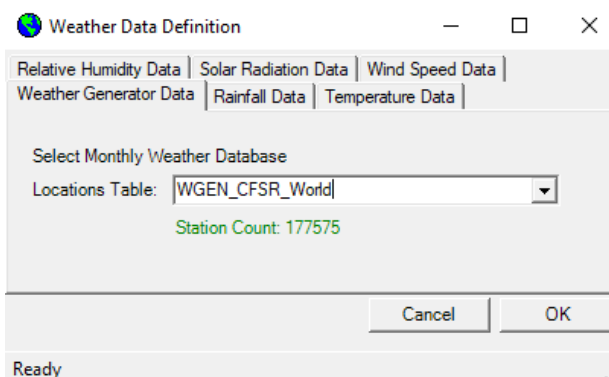 Weather Data Definition
Relative Humidity Data Solar Radiation Data Wind Speed Data
Weather Generator Data Rainfall Data Temperature Data
Select Monthly Weather Database
Locations Table: WGEN_CFSR_World
Station Count: 177575
Cancel OK
Ready